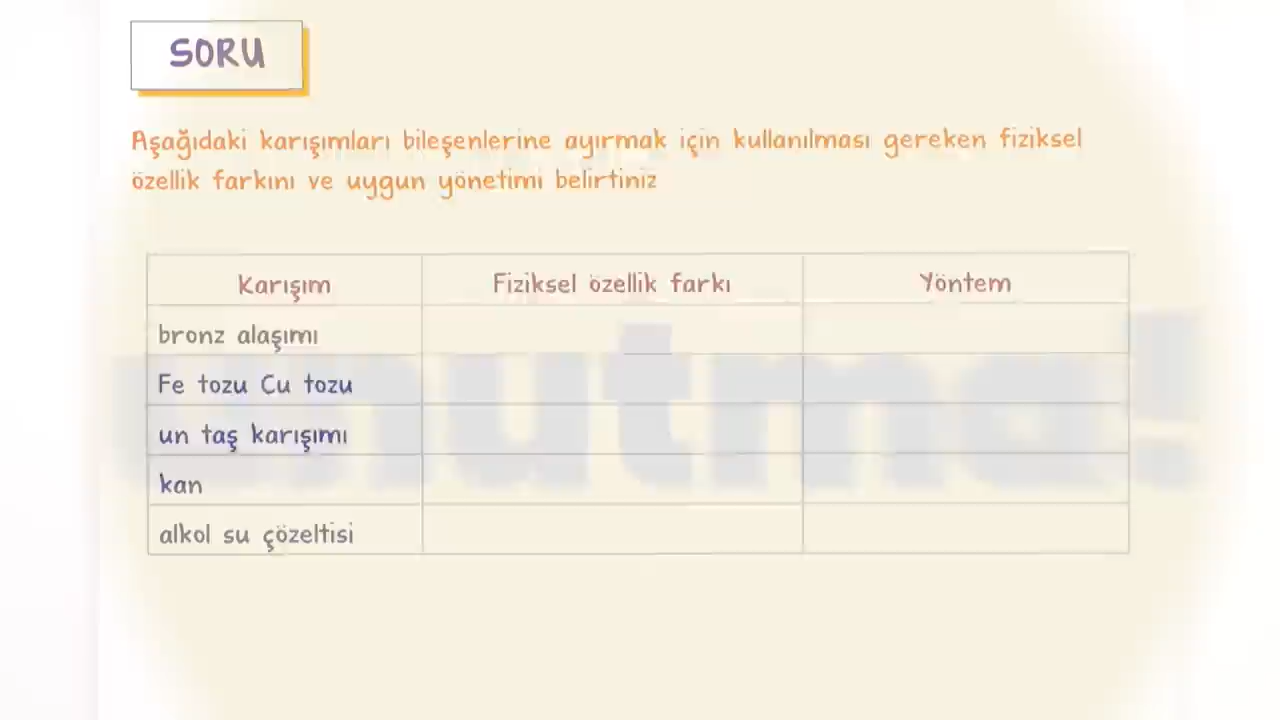 SORU
Aşağıdaki karışımları bileşenlerine ayırmak için kullanılması gereken fiziksel
özellik farkını ve uygun yönetimi belirtiniz
Karışım Fiziksel özellik farkı Yöntem
bronz alaşımı
Fe tozu Cu tozu
un taş karışımı
kan
alkol su çözeltisi
unutma!